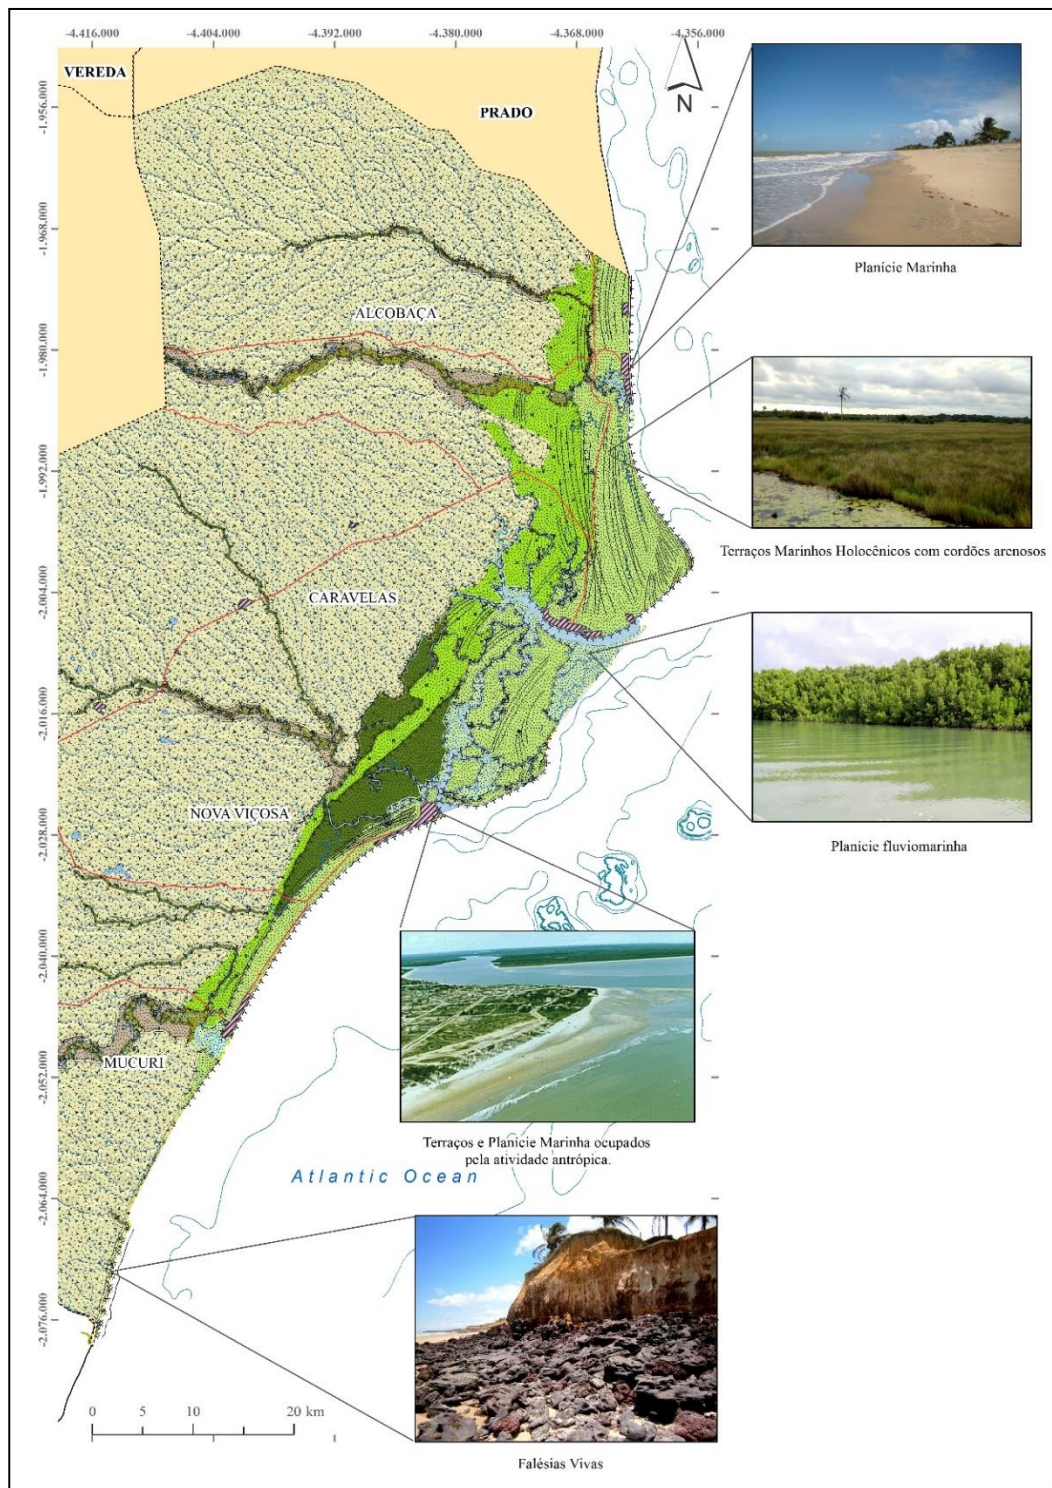 -4.416.000
-4.404.000
-4.392.000
-4.380.000
-4.368.000
-4.356.000
VEREDA
PRADO
N
-1.956.000
-1.968.000
-1.980.000
-1.992.000
-2.004.000
-2.016.000
-2.028.000
-2.040.000
-2.052.000
-2.064.000
-2.076.000
Planície Marinha
ALCOBAÇA
Terraços Marinhos Holocênicos com cordões arenosos
CARAVELAS
Planície fluviomarinha
NOVA VIÇOSA
MUCURI
Terraços e Planície Marinha ocupados
pela atividade antrópica.
Atlantic Ocean
0 5 10 20 km
Falésias Vivas